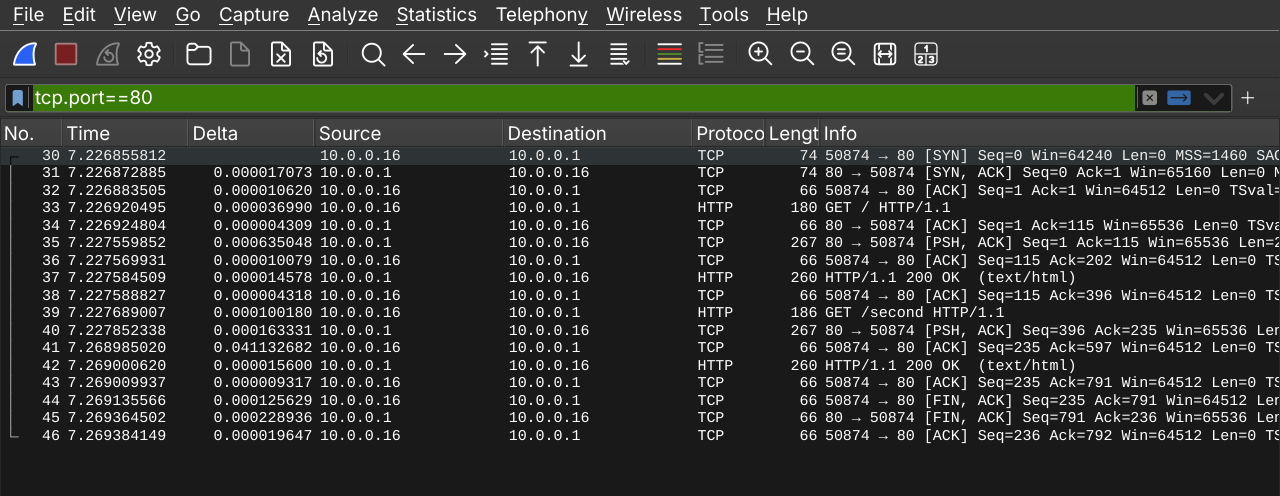 File Edit View Go Capture Analyze Statistics Telephony Wireless Tools Help
tcp.port==80
No. Time Delta Source Destination Protoco Lengt Info
30 7.226855812 10.0.0.16 10.0.0.1 TCP 74 50874 → 80 [SYN] Seq=0 Win=64240 Len=0 MSS=1460 SAC
31 7.226872885 0.000017073 10.0.0.1 10.0.0.16 TCP 74 80 → 50874 [SYN, ACK] Seq=0 Ack=1 Win=65160 Len=0 M
32 7.226883505 0.000010620 10.0.0.16 10.0.0.1 TCP 66 50874 → 80 [ACK] Seq=1 Ack=1 Win=64512 Len=0 TSval=
33 7.226920495 0.000036990 10.0.0.16 10.0.0.1 HTTP 180 GET / HTTP/1.1
34 7.226924804 0.000004309 10.0.0.1 10.0.0.16 TCP 66 80 → 50874 [ACK] Seq=1 Ack=115 Win=65536 Len=0 TSva
35 7.227559852 0.000635048 10.0.0.1 10.0.0.16 TCP 267 80 → 50874 [PSH, ACK] Seq=1 Ack=115 Win=65536 Len=2
36 7.227569931 0.000010079 10.0.0.16 10.0.0.1 TCP 66 50874 → 80 [ACK] Seq=115 Ack=202 Win=64512 Len=0 TS
37 7.227584509 0.000014578 10.0.0.1 10.0.0.16 HTTP 260 HTTP/1.1 200 OK (text/html)
38 7.227588827 0.000004318 10.0.0.16 10.0.0.1 TCP 66 50874 → 80 [ACK] Seq=115 Ack=396 Win=64512 Len=0 TS
39 7.227689007 0.000100180 10.0.0.16 10.0.0.1 HTTP 186 GET /second HTTP/1.1
40 7.227852338 0.000163331 10.0.0.1 10.0.0.16 TCP 267 80 → 50874 [PSH, ACK] Seq=396 Ack=235 Win=65536 Len
41 7.268985020 0.041132682 10.0.0.16 10.0.0.1 TCP 66 50874 → 80 [ACK] Seq=235 Ack=597 Win=64512 Len=0 TS
42 7.269000620 0.000015600 10.0.0.1 10.0.0.16 HTTP 260 HTTP/1.1 200 OK (text/html)
43 7.269009937 0.000009317 10.0.0.16 10.0.0.1 TCP 66 50874 → 80 [ACK] Seq=235 Ack=791 Win=64512 Len=0 TS
44 7.269135566 0.000125629 10.0.0.16 10.0.0.1 TCP 66 50874 → 80 [FIN, ACK] Seq=235 Ack=791 Win=64512 Len
45 7.269364502 0.000228936 10.0.0.1 10.0.0.16 TCP 66 80 → 50874 [FIN, ACK] Seq=791 Ack=236 Win=65536 Len
46 7.269384149 0.000019647 10.0.0.16 10.0.0.1 TCP 66 50874 → 80 [ACK] Seq=236 Ack=792 Win=64512 Len=0 TS